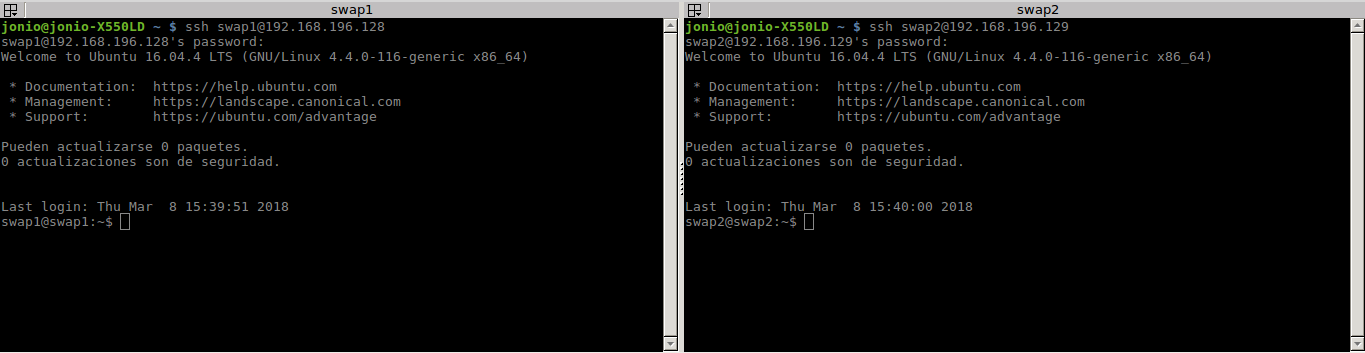 swap1
jonio@jonio-X550LD ~ $ ssh swap1@192.168.196.128
swap1@192.168.196.128's password:
Welcome to Ubuntu 16.04.4 LTS (GNU/Linux 4.4.0-116-generic x86_64)
 * Documentation:  https://help.ubuntu.com
 * Management:     https://landscape.canonical.com
 * Support:        https://ubuntu.com/advantage
Pueden actualizarse 0 paquetes.
0 actualizaciones son de seguridad.
Last login: Thu Mar  8 15:39:51 2018
swap1@swap1:~$
swap2
jonio@jonio-X550LD ~ $ ssh swap2@192.168.196.129
swap2@192.168.196.129's password:
Welcome to Ubuntu 16.04.4 LTS (GNU/Linux 4.4.0-116-generic x86_64)
 * Documentation:  https://help.ubuntu.com
 * Management:     https://landscape.canonical.com
 * Support:        https://ubuntu.com/advantage
Pueden actualizarse 0 paquetes.
0 actualizaciones son de seguridad.
Last login: Thu Mar  8 15:40:00 2018
swap2@swap2:~$